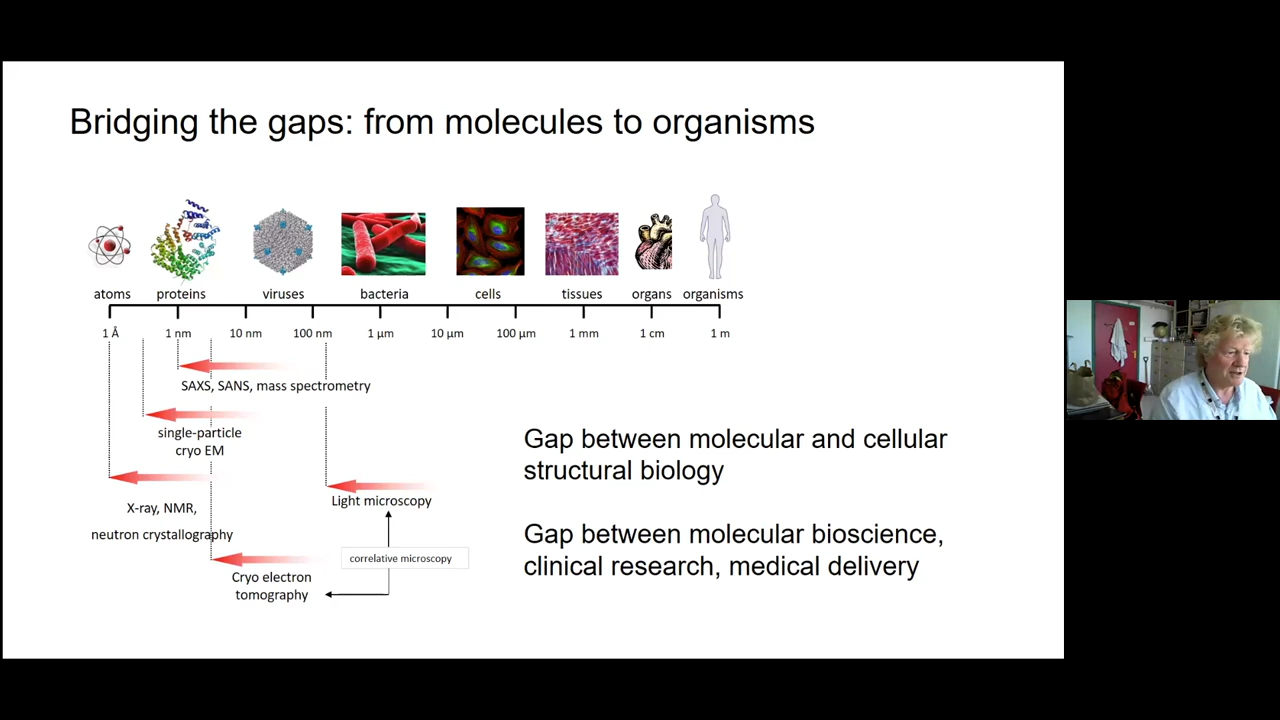 Bridging the gaps: from molecules to organisms
atoms proteins viruses bacteria cells tissues organs organisms
1 Å 1 nm 10 nm 100 nm 1 µm 10 µm 100 µm 1 mm 1 cm 1 m
SAXS, SANS, mass spectrometry
single-particle
cryo EM
X-ray, NMR,
neutron crystallography
Light microscopy
correlative microscopy
Cryo electron
tomography
Gap between molecular and cellular
structural biology
Gap between molecular bioscience,
clinical research, medical delivery